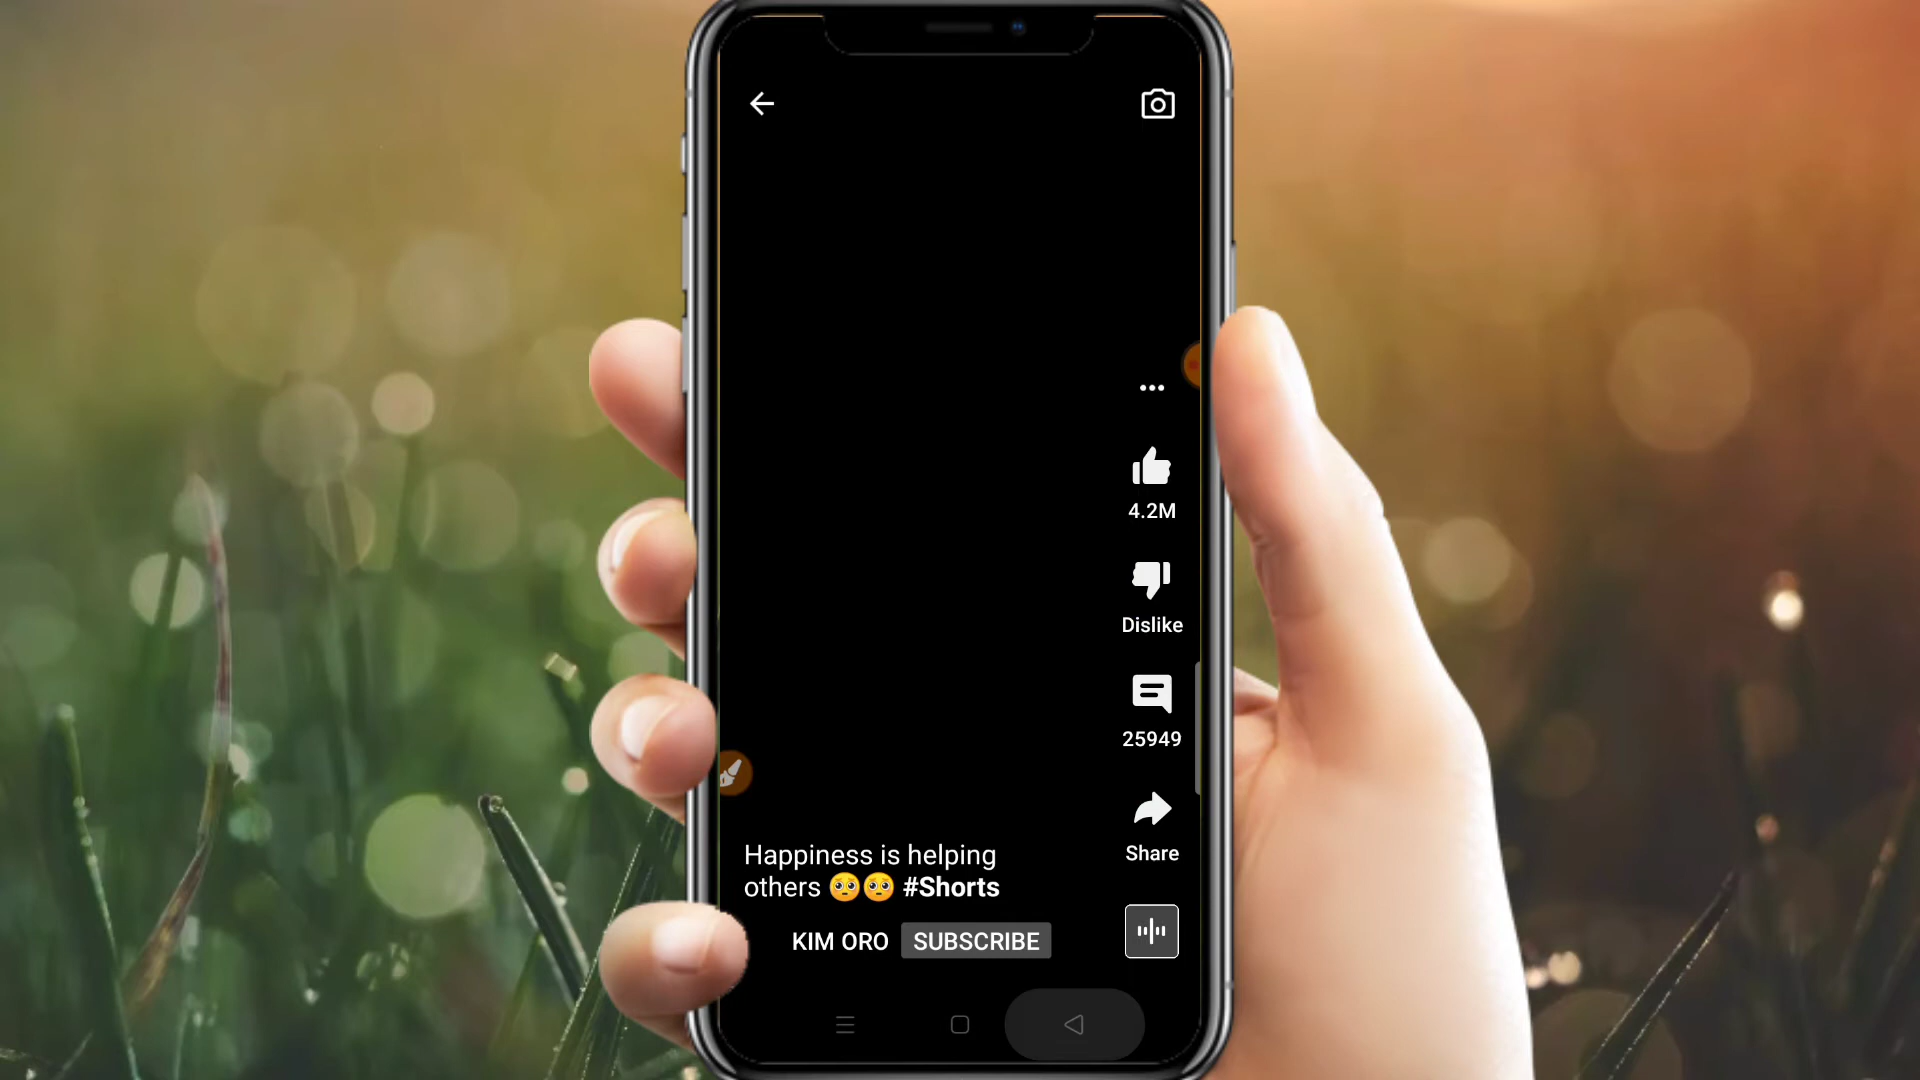 4.2M
Dislike
25949
Share
Happiness is helping
others 🥺🥺 #Shorts
KIM ORO SUBSCRIBE